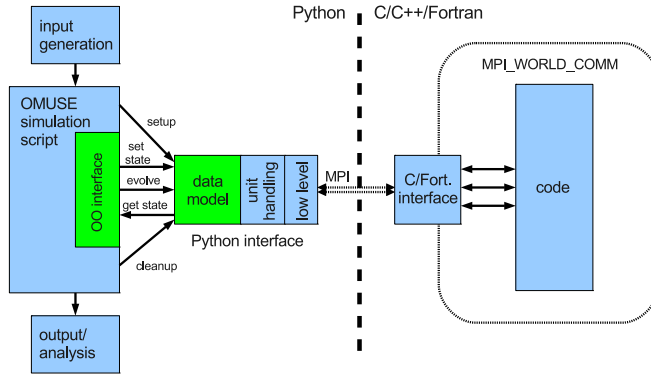 Python
C/C++/Fortran
input
generation
MPI_WORLD_COMM
OMUSE
simulation
script
setup
set
state
evolve
get state
cleanup
OO interface
data
model
unit
handling
low level
Python interface
MPI
C/Fort.
interface
code
output/
analysis